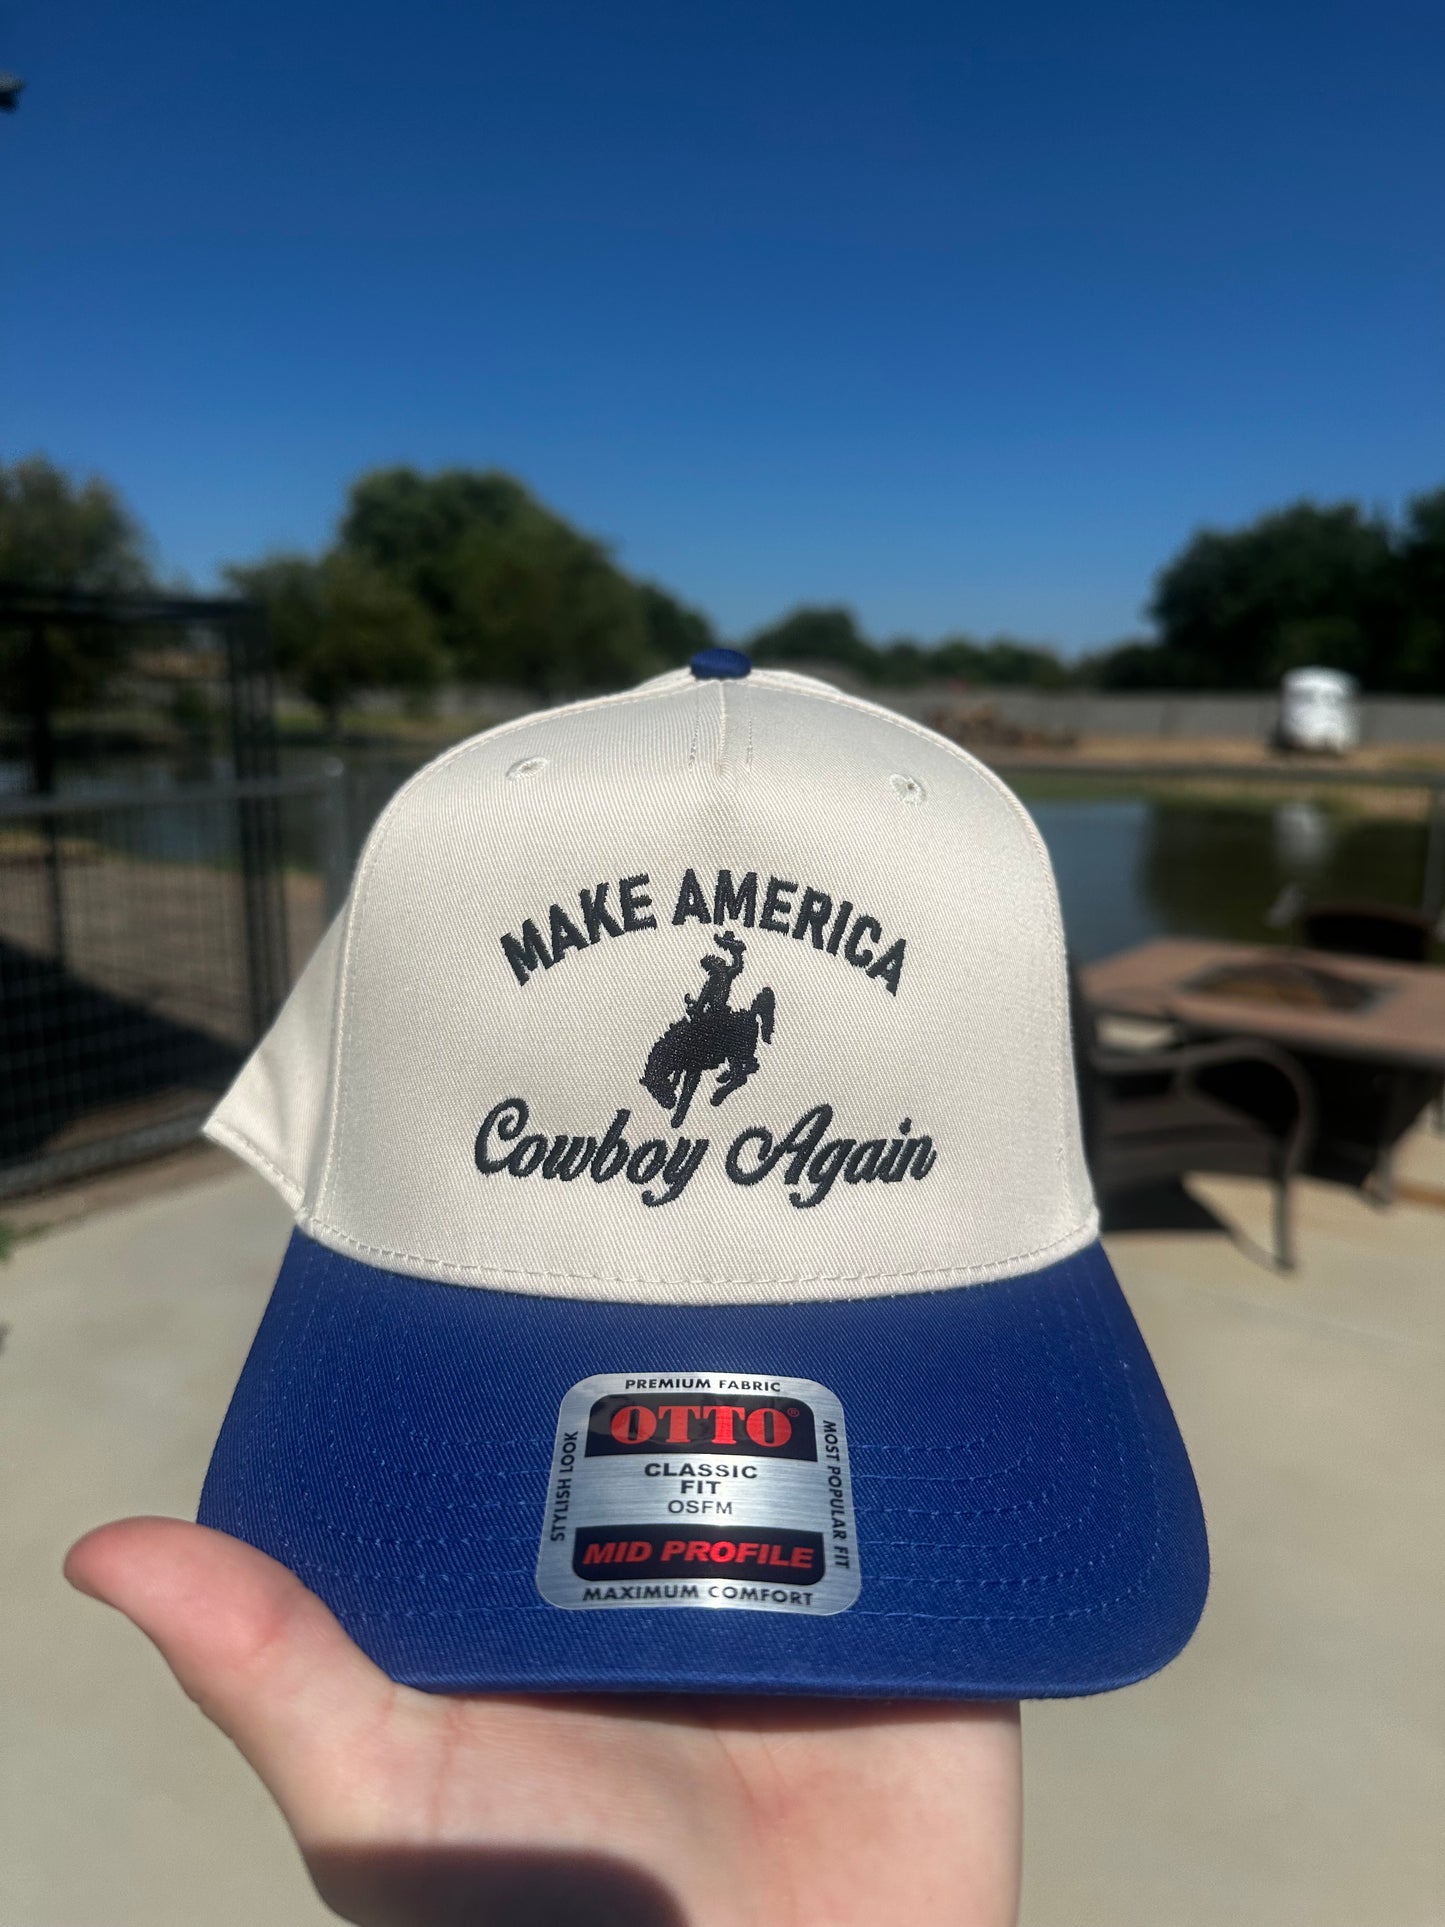 MAKE AMERICA
Cowboy Again
PREMIUM FABRIC
OTTO®
STYLISH LOOK
CLASSIC
FIT
OSFM
MOST POPULAR FIT
MID PROFILE
MAXIMUM COMFORT